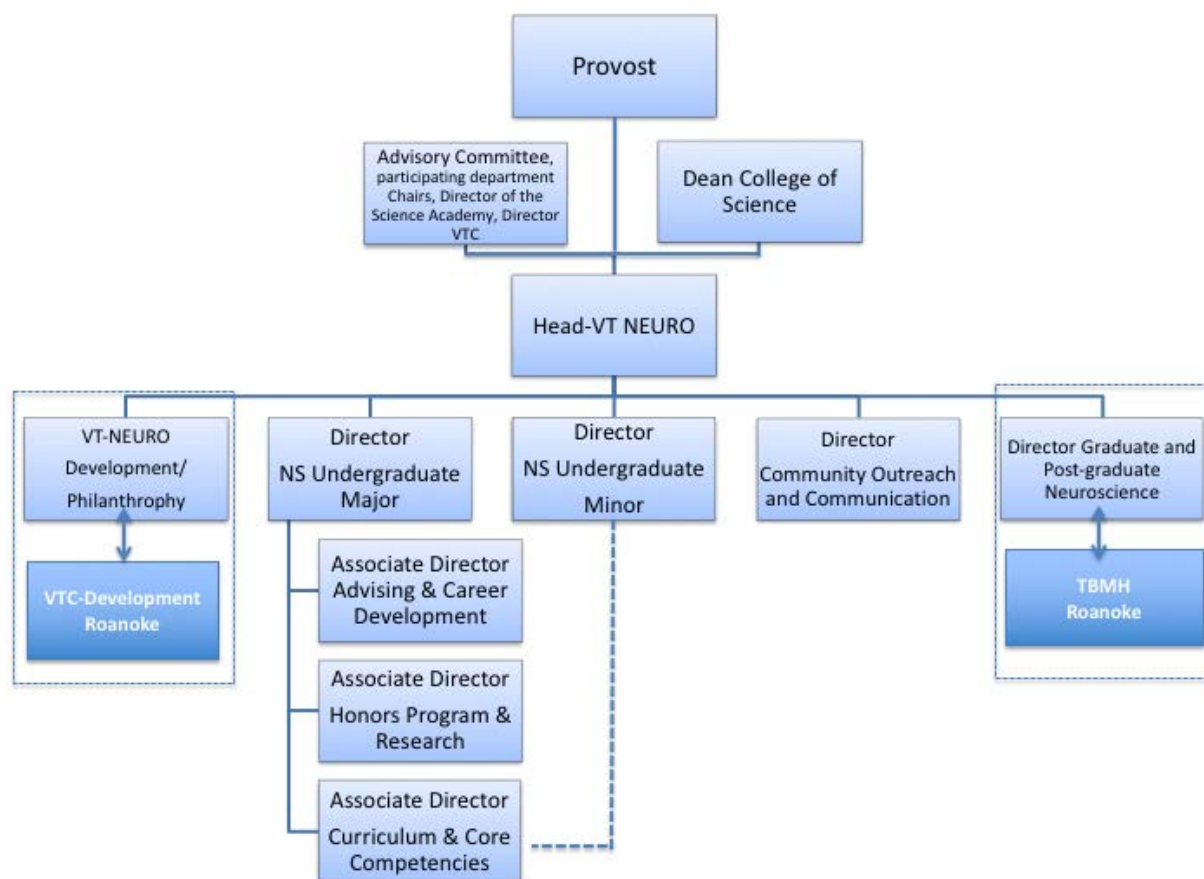 Provost
Advisory Committee,
participating department
Chairs, Director of the
Science Academy, Director
VTC
Dean College of
Science
Head-VT NEURO
VT-NEURO
Development/
Philanthrophy
Director
NS Undergraduate
Major
Director
NS Undergraduate
Minor
Director
Community Outreach
and Communication
Director Graduate and
Post-graduate
Neuroscience
VTC-Development
Roanoke
Associate Director
Advising & Career
Development
TBMH
Roanoke
Associate Director
Honors Program &
Research
Associate Director
Curriculum & Core
Competencies